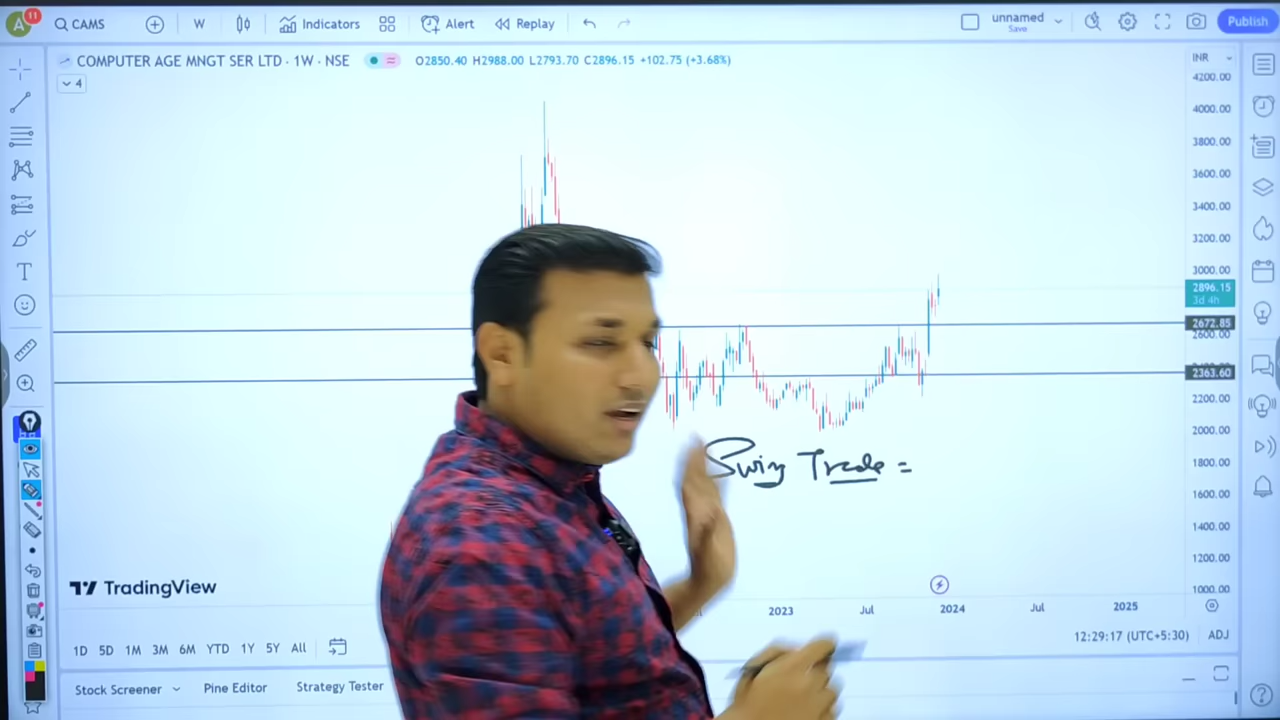 A 11 CAMS W Indicators Alert Replay unnamed Save Publish
COMPUTER AGE MNGT SER LTD · 1W · NSE O2850.40 H2988.00 L2793.70 C2896.15 +102.75 (+3.68%) INR
4
4200.00
4000.00
3800.00
3600.00
3400.00
3200.00
3000.00
2896.15
3d 4h
2672.85
2600.00
2363.60
2200.00
2000.00
Swing Trade =
1800.00
1600.00
1400.00
1200.00
1000.00
TradingView
2023 Jul 2024 Jul 2025
1D 5D 1M 3M 6M YTD 1Y 5Y All 12:29:17 (UTC+5:30) ADJ
Stock Screener Pine Editor Strategy Tester